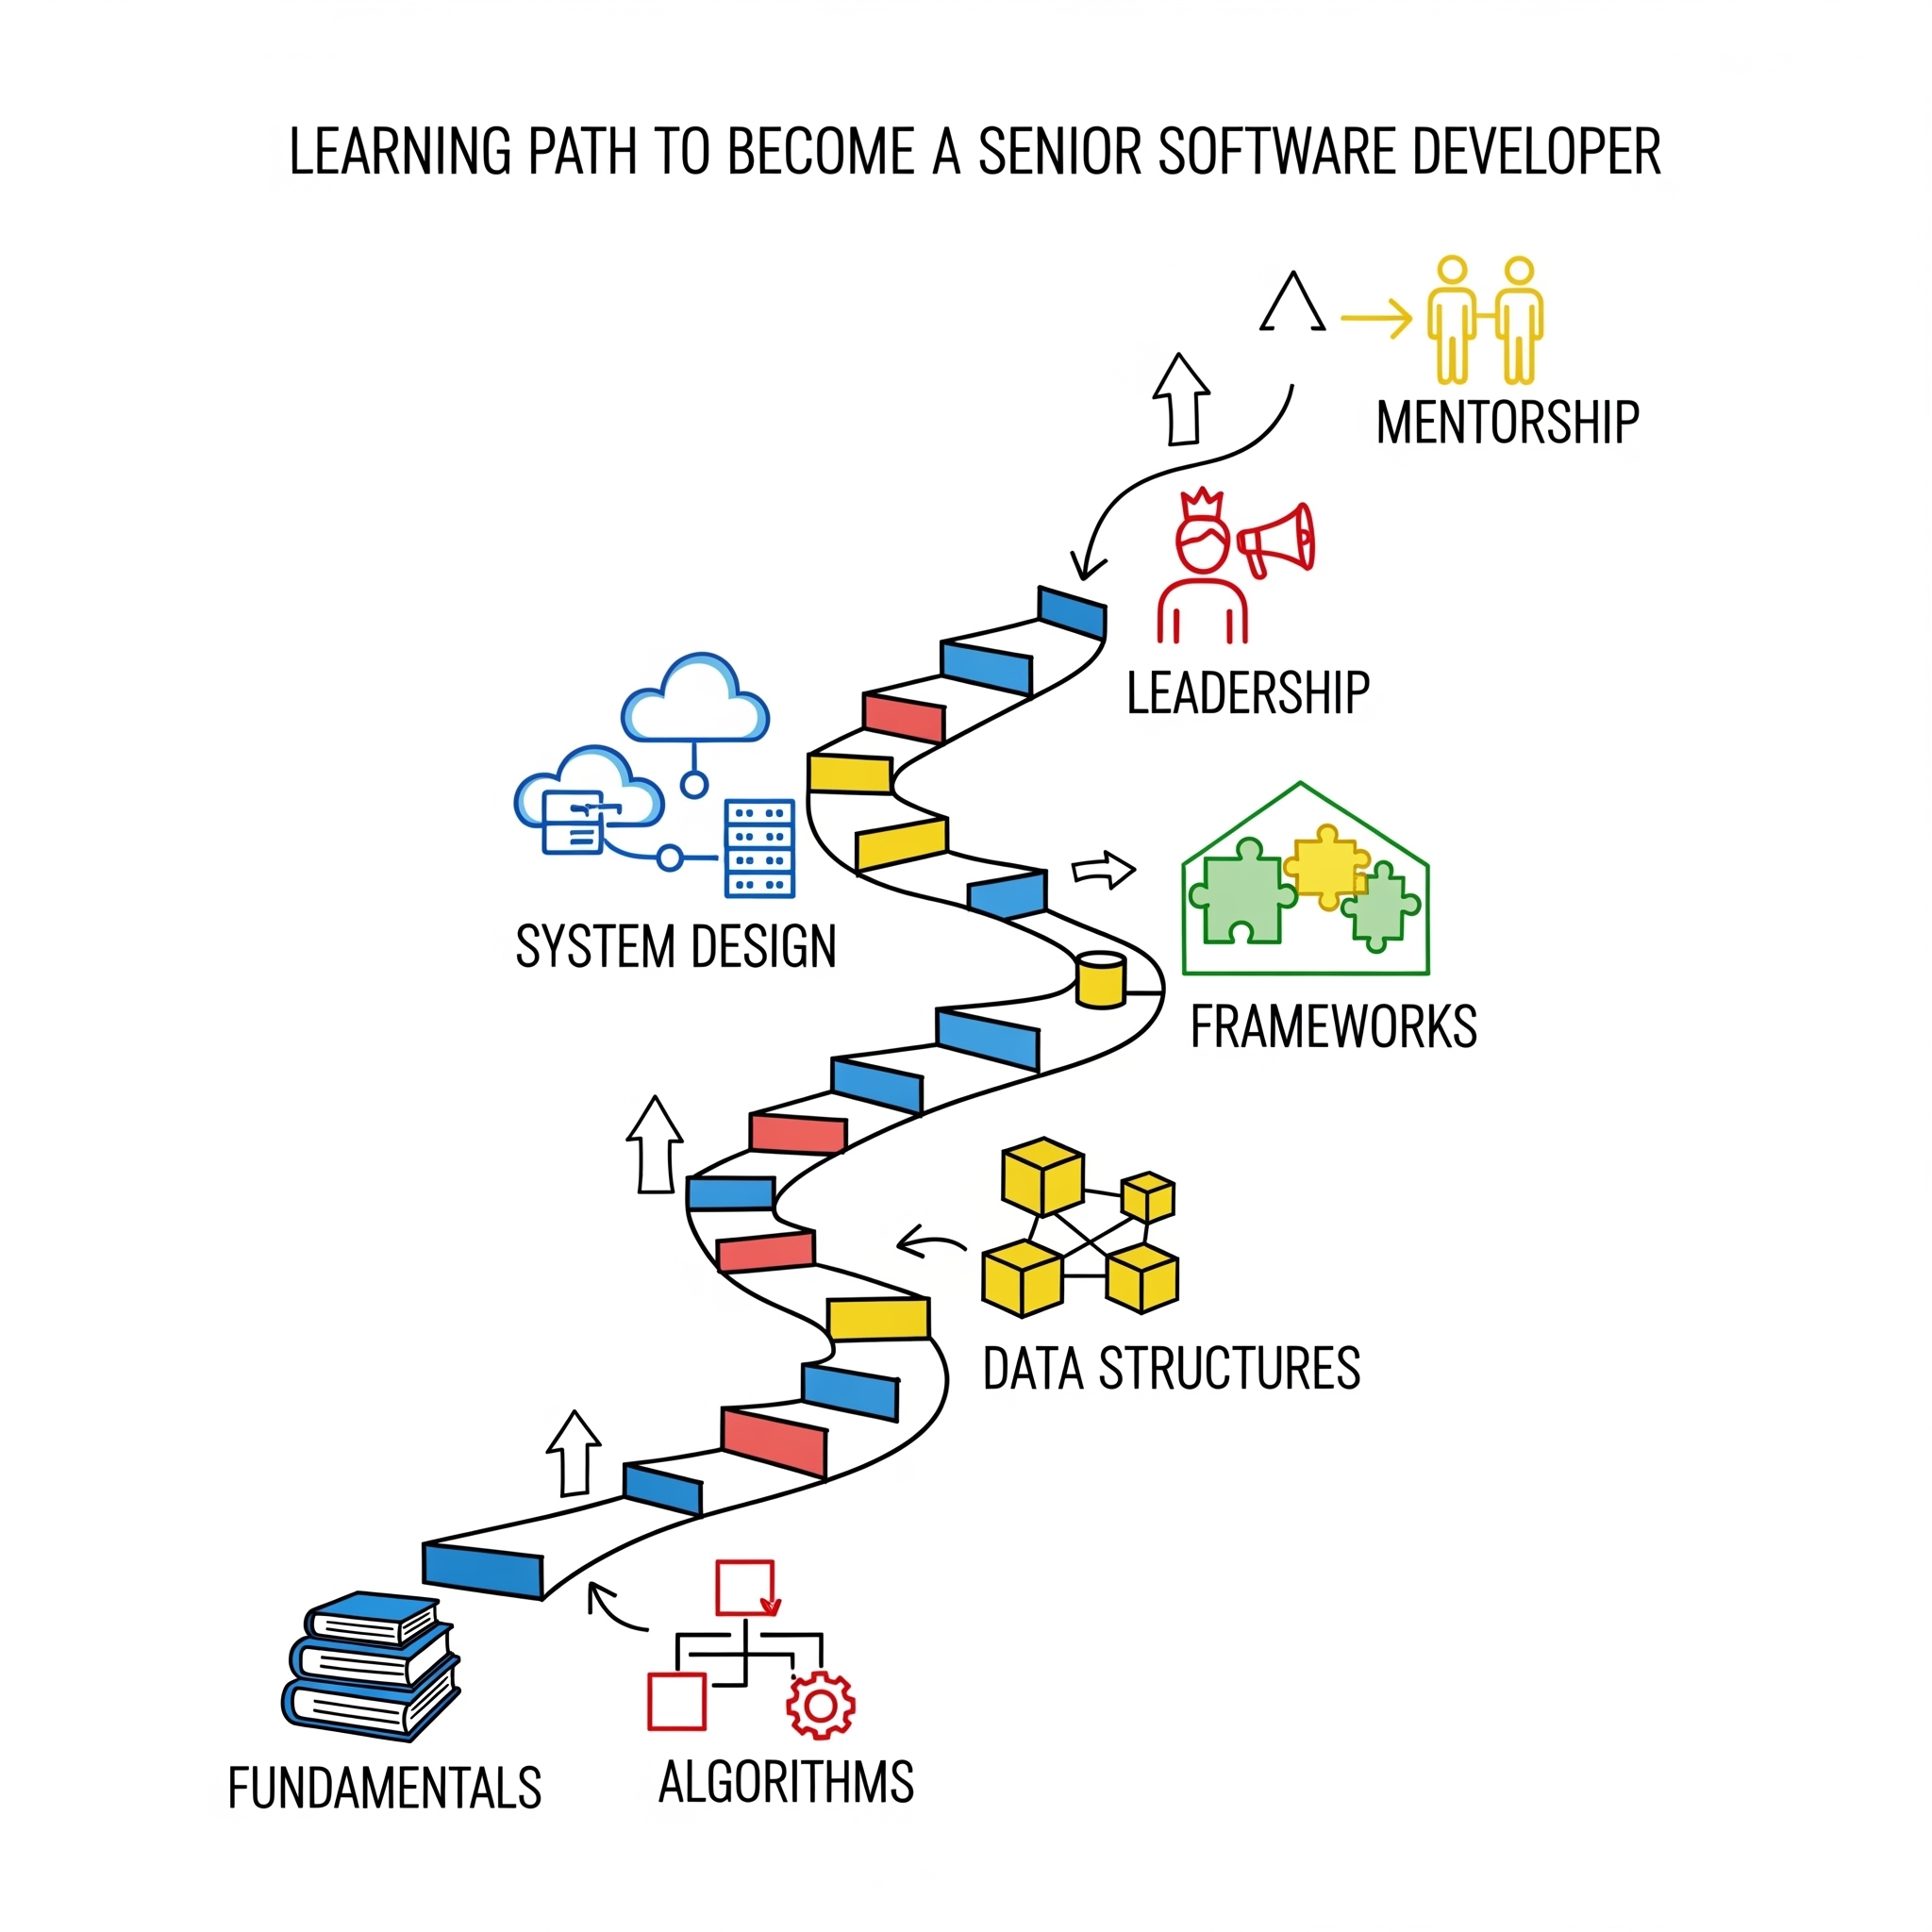 LEARNING PATH TO BECOME A SENIOR SOFTWARE DEVELOPER
MENTORSHIP
LEADERSHIP
SYSTEM DESIGN
FRAMEWORKS
DATA STRUCTURES
FUNDAMENTALS
ALGORITHMS